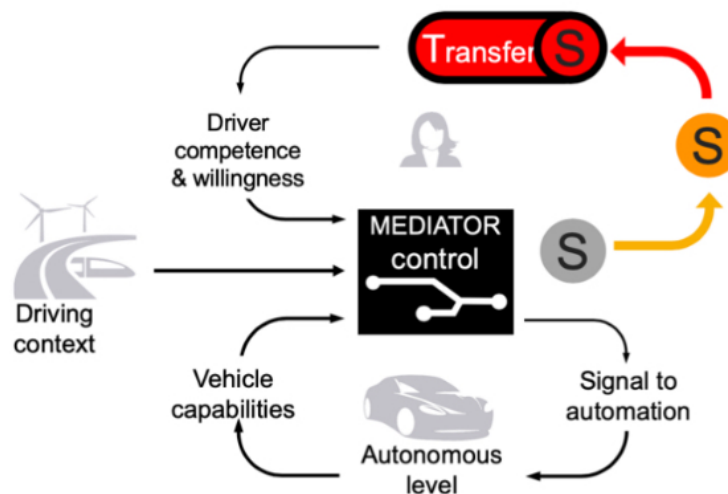 Transfer S
Driver
competence
& willingness
S
MEDIATOR
control
S
Driving
context
Vehicle
capabilities
Signal to
automation
Autonomous
level